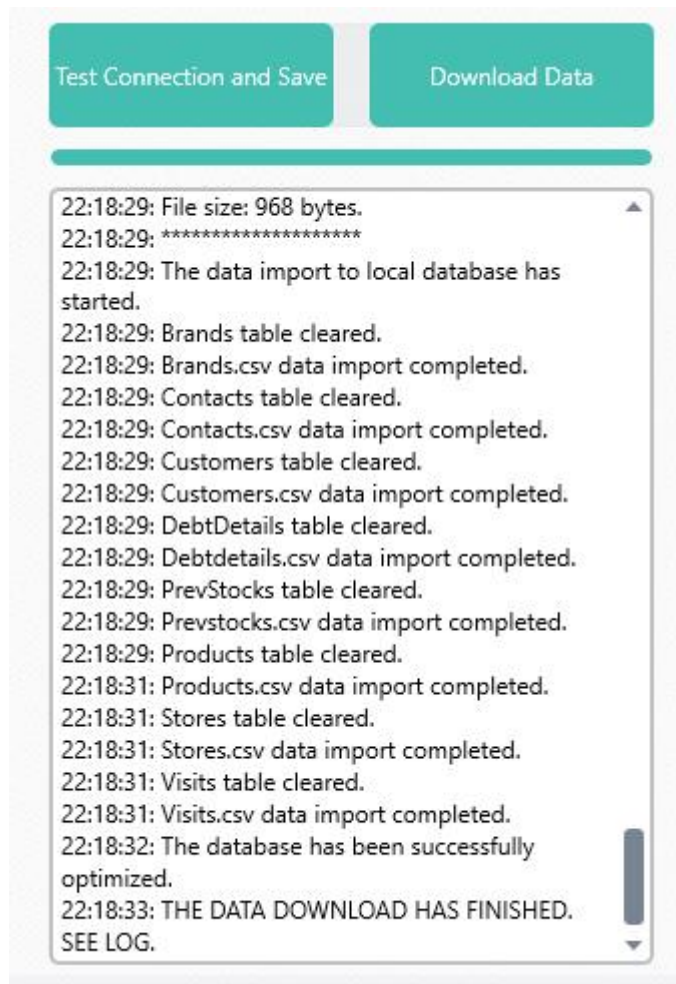 Test Connection and Save
Download Data
22:18:29: File size: 968 bytes.
22:18:29: ********************
22:18:29: The data import to local database has
started.
22:18:29: Brands table cleared.
22:18:29: Brands.csv data import completed.
22:18:29: Contacts table cleared.
22:18:29: Contacts.csv data import completed.
22:18:29: Customers table cleared.
22:18:29: Customers.csv data import completed.
22:18:29: DebtDetails table cleared.
22:18:29: Debtdetails.csv data import completed.
22:18:29: PrevStocks table cleared.
22:18:29: Prevstocks.csv data import completed.
22:18:29: Products table cleared.
22:18:31: Products.csv data import completed.
22:18:31: Stores table cleared.
22:18:31: Stores.csv data import completed.
22:18:31: Visits table cleared.
22:18:31: Visits.csv data import completed.
22:18:32: The database has been successfully
optimized.
22:18:33: THE DATA DOWNLOAD HAS FINISHED.
SEE LOG.